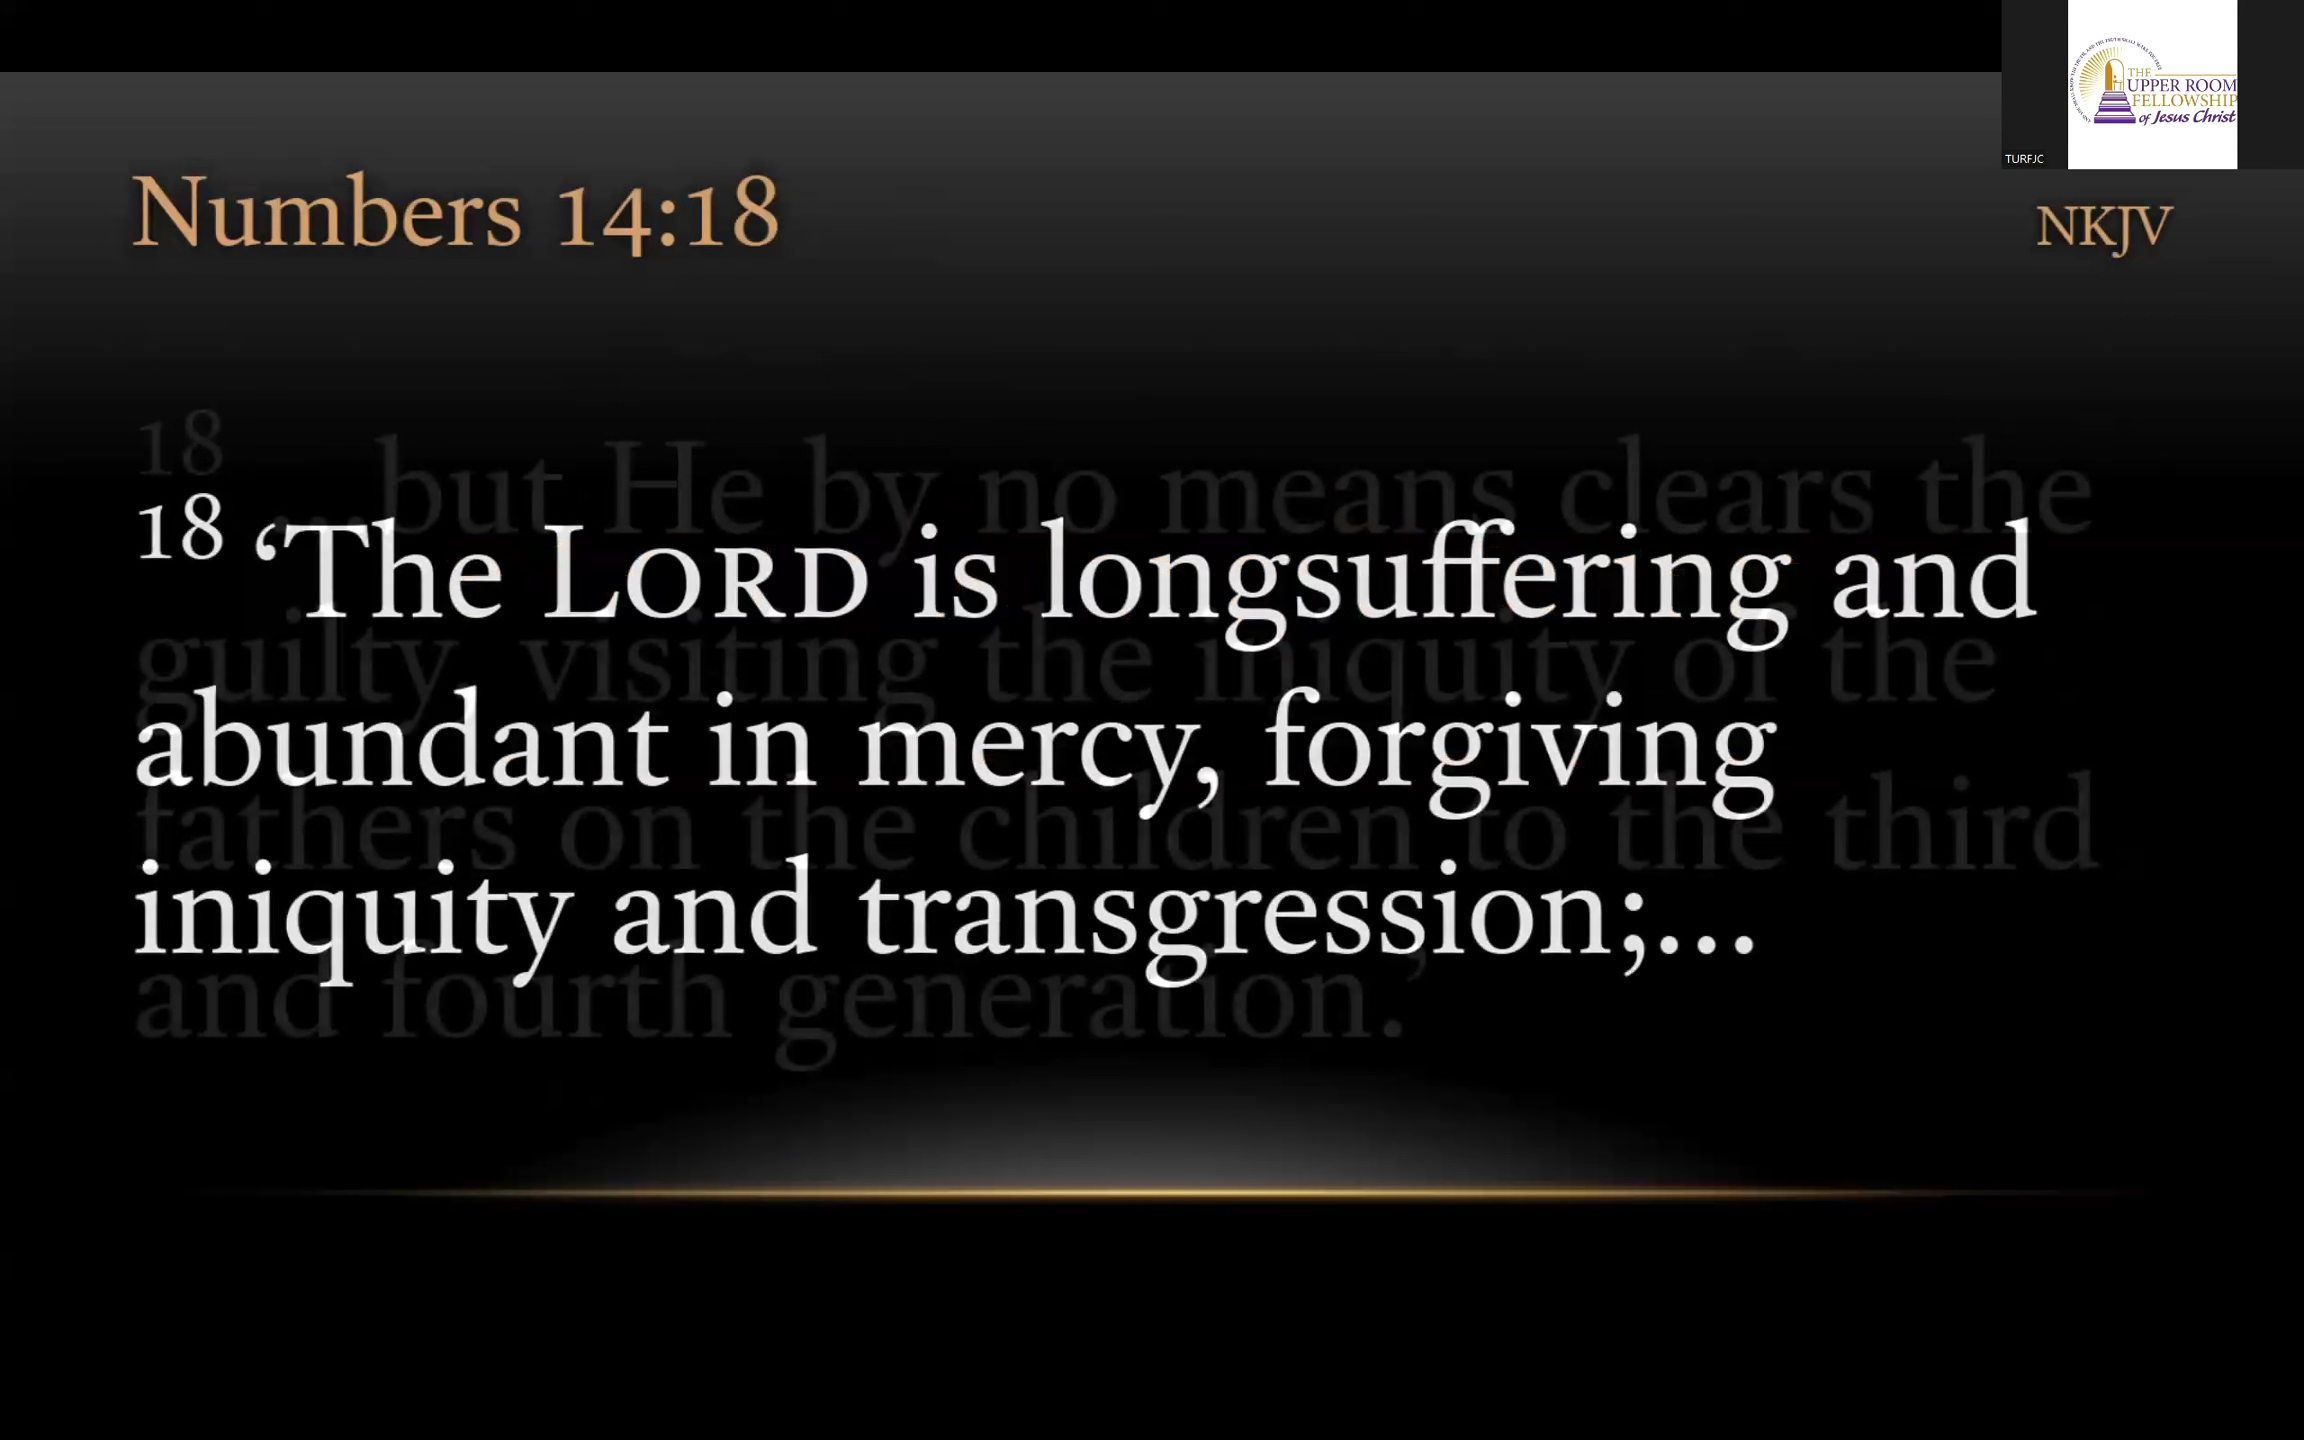 THE
UPPER ROOM
FELLOWSHIP
of Jesus Christ
TURFJC
Numbers 14:18
NKJV
18 ...but He by no means clears the
guilty, visiting the iniquity of the
fathers on the children to the third
and fourth generation.’
18 ‘The LORD is longsuffering and
abundant in mercy, forgiving
iniquity and transgression;...